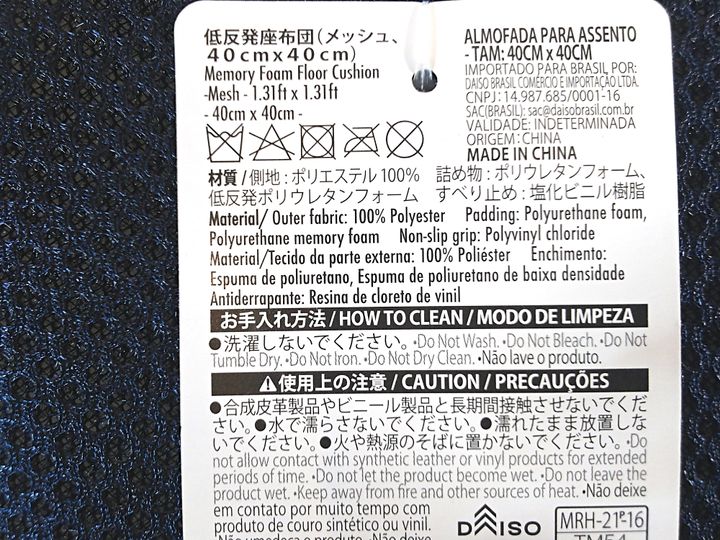 低反発座布団（メッシュ、
４０ｃｍｘ４０ｃｍ）
Memory Foam Floor Cushion
-Mesh - 1.31ft x 1.31ft
- 40cm x 40cm -
ALMOFADA PARA ASSENTO
- TAM: 40CM x 40CM
IMPORTADO PARA BRASIL POR:
DAISO BRASIL COMÉRCIO E IMPORTAÇÃO LTDA.
CNPJ: 14.987.685/0001-16
SAC(BRASIL): sac@daisobrasil.com.br
VALIDADE: INDETERMINADA
ORIGEM: CHINA
MADE IN CHINA
材質 / 側地：ポリエステル 100%　詰め物：ポリウレタンフォーム、
低反発ポリウレタンフォーム　すべり止め：塩化ビニル樹脂
Material/ Outer fabric: 100% Polyester Padding: Polyurethane foam,
Polyurethane memory foam Non-slip grip: Polyvinyl chloride
Material/Tecido da parte externa: 100% Poliéster Enchimento:
Espuma de poliuretano, Espuma de poliuretano de baixa densidade
Antiderrapante: Resina de cloreto de vinil
お手入れ方法 / HOW TO CLEAN / MODO DE LIMPEZA
●洗濯しないでください。•Do Not Wash. •Do Not Bleach. •Do Not
Tumble Dry. •Do Not Iron. •Do Not Dry Clean. •Não lave o produto.
⚠使用上の注意 / CAUTION / PRECAUÇÕES
●合成皮革製品やビニール製品と長期間接触させないでくだ
さい。●水で濡らさないでください。●濡れたまま放置しな
いでください。●火や熱源のそばに置かないでください。•Do
not allow contact with synthetic leather or vinyl products for extended
periods of time. •Do not let the product become wet. •Do not leave the
product wet. •Keep away from fire and other sources of heat. •Não deixe
em contato por muito tempo com
produto de couro sintético ou vinil.
•Não umedeça o produto. •Não deixe
DAISO
MRH-21P-16